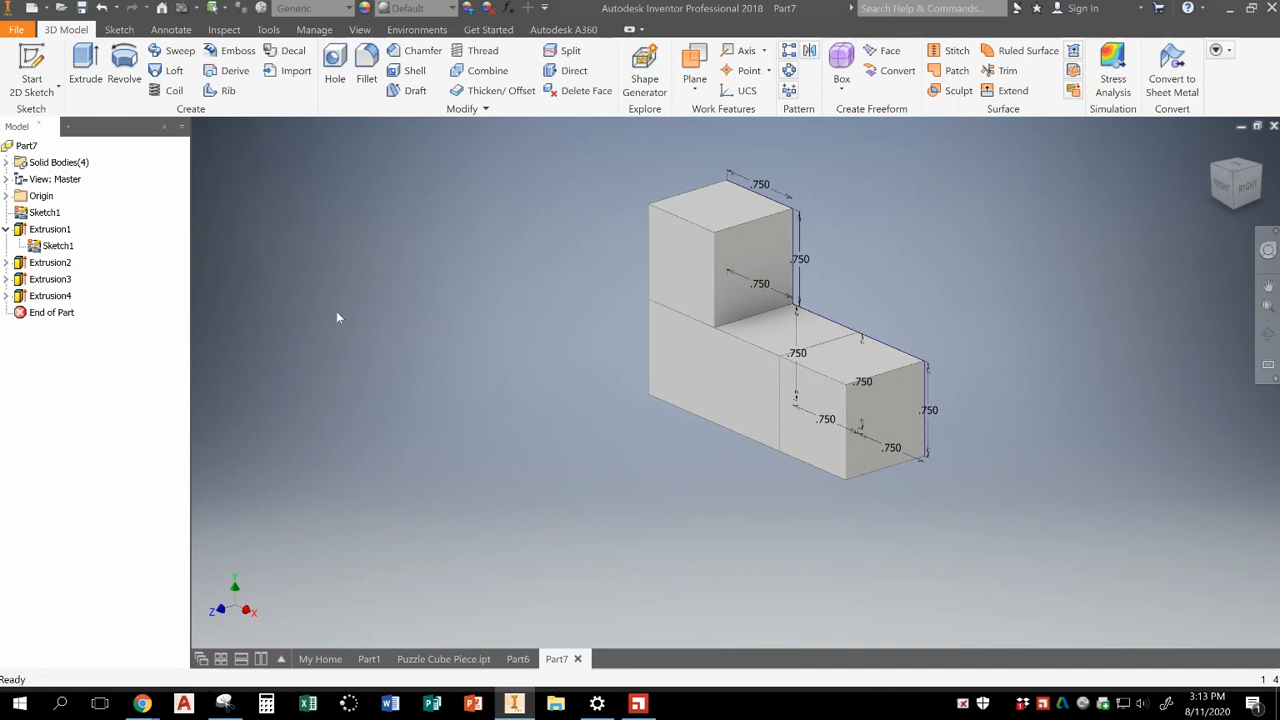 Generic
Default
Autodesk Inventor Professional 2018 Part7
Search Help & Commands...
Sign In
File
3D Model
Sketch
Annotate
Inspect
Tools
Manage
View
Environments
Get Started
Autodesk A360
Start
2D Sketch
Sketch
Extrude
Revolve
Sweep
Loft
Coil
Emboss
Derive
Rib
Decal
Import
Create
Hole
Fillet
Chamfer
Shell
Draft
Thread
Combine
Thicken/ Offset
Split
Direct
Delete Face
Modify
Shape
Generator
Explore
Plane
Axis
Point
UCS
Work Features
Pattern
Box
Face
Convert
Create Freeform
Stitch
Patch
Sculpt
Ruled Surface
Trim
Extend
Surface
Stress
Analysis
Simulation
Convert to
Sheet Metal
Convert
Model
Part7
Solid Bodies(4)
View: Master
Origin
Sketch1
Extrusion1
Sketch1
Extrusion2
Extrusion3
Extrusion4
End of Part
.750
.750
.750
.750
.750
.750
.750
.750
FRONT
RIGHT
Y
Z
X
My Home
Part1
Puzzle Cube Piece.ipt
Part6
Part7
Ready
1 4
3:13 PM
8/11/2020